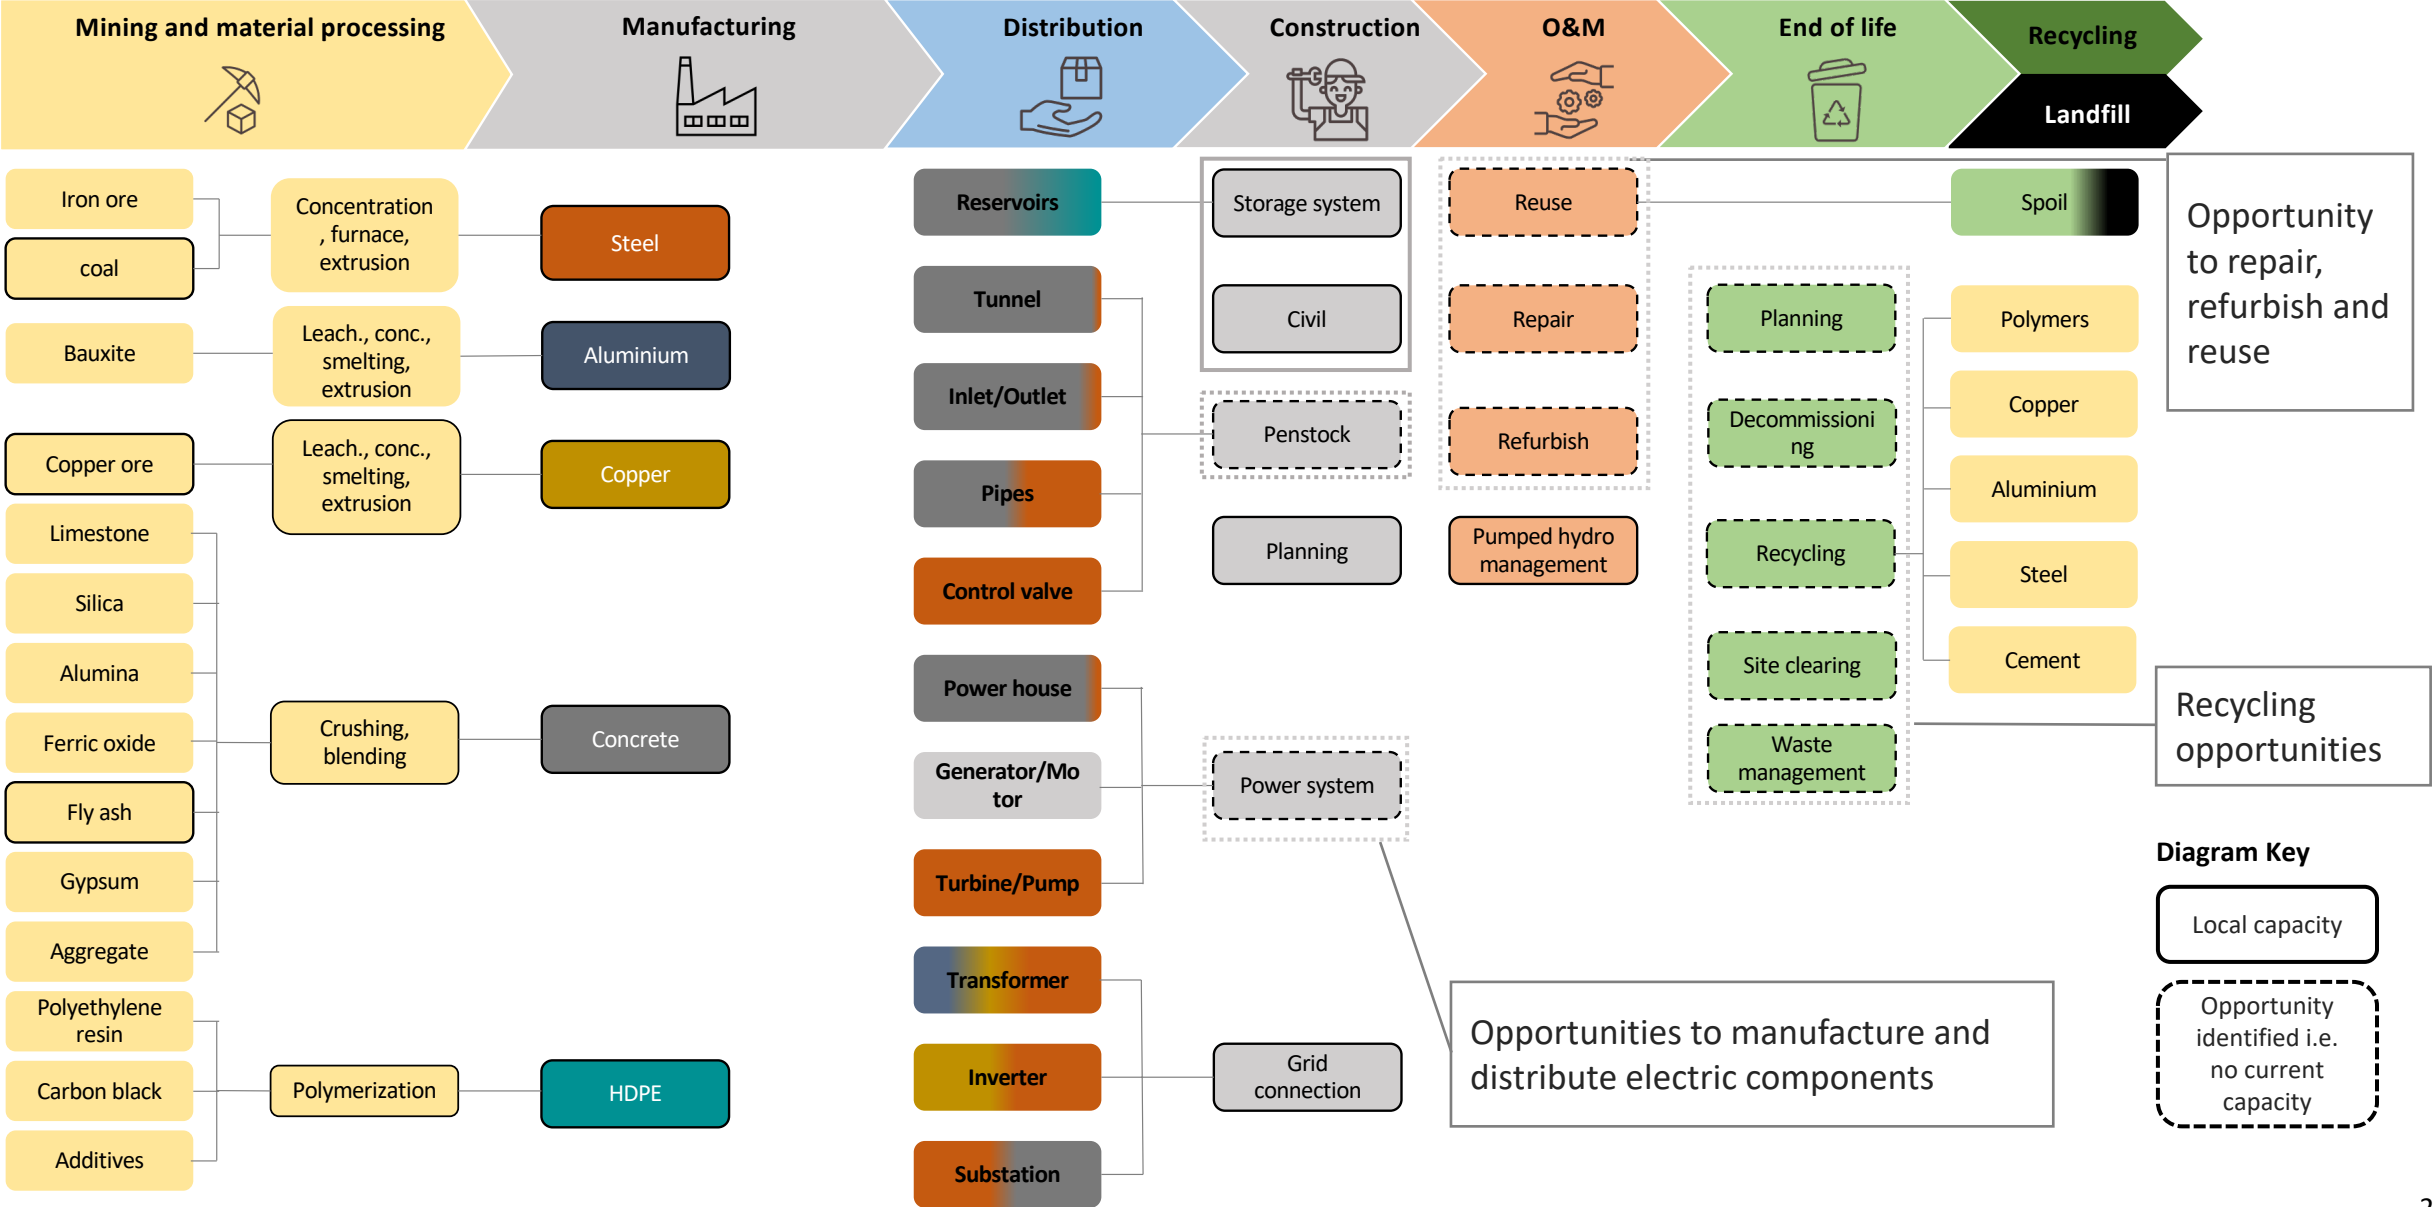 Mining and material processing
Manufacturing
Distribution
Construction
O&M
End of life
Recycling
Landfill
Iron ore
coal
Bauxite
Copper ore
Limestone
Silica
Alumina
Ferric oxide
Fly ash
Gypsum
Aggregate
Polyethylene
resin
Carbon black
Additives
Concentration
, furnace,
extrusion
Leach., conc.,
smelting,
extrusion
Leach., conc.,
smelting,
extrusion
Crushing,
blending
Polymerization
Steel
Aluminium
Copper
Concrete
HDPE
Reservoirs
Tunnel
Inlet/Outlet
Pipes
Control valve
Power house
Generator/Mo
tor
Turbine/Pump
Transformer
Inverter
Substation
Storage system
Civil
Penstock
Planning
Power system
Grid
connection
Reuse
Repair
Refurbish
Pumped hydro
management
Planning
Decommissioni
ng
Recycling
Site clearing
Waste
management
Spoil
Polymers
Copper
Aluminium
Steel
Cement
Opportunity
to repair,
refurbish and
reuse
Recycling
opportunities
Opportunities to manufacture and
distribute electric components
Diagram Key
Local capacity
Opportunity
identified i.e.
no current
capacity